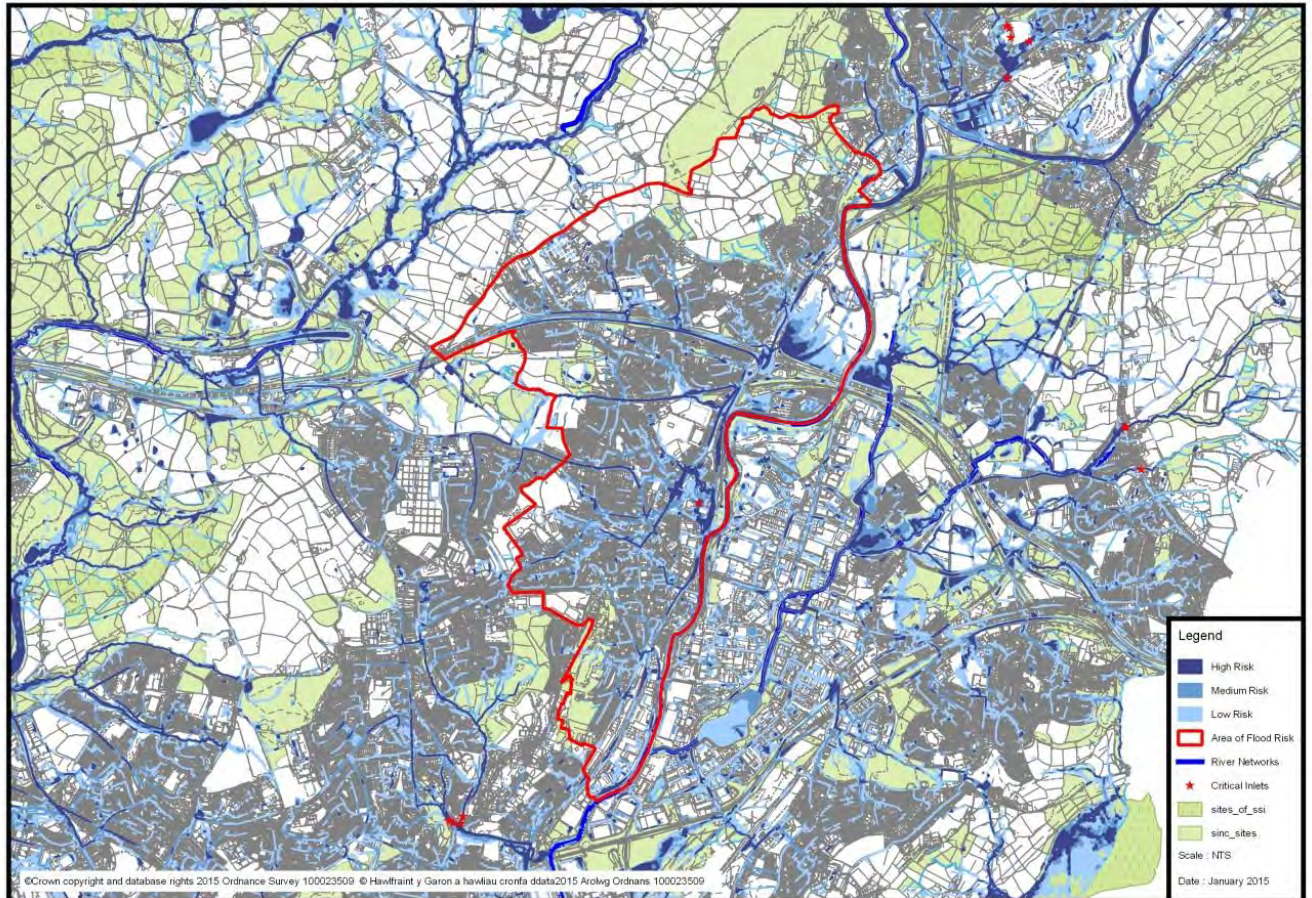 Legend
High Risk
Medium Risk
Low Risk
Area of Flood Risk
River Networks
Critical Inlets
sites_of_ssi
sinc_sites
Scale : NTS
Date : January 2015
©Crown copyright and database rights 2015 Ordnance Survey 100023509 © Hawlfraint y Garon a hawliau cronfa ddata2015 Arolwg Ordnans 100023509